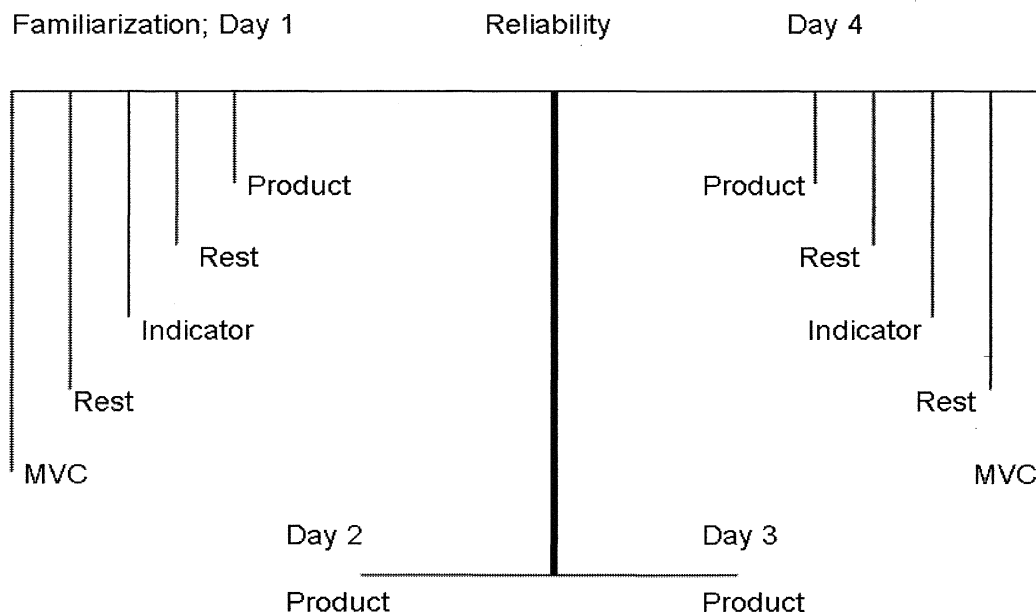 Familiarization; Day 1 Reliability Day 4
Product Product
Rest Rest
Indicator Indicator
Rest Rest
MVC MVC
Day 2 Day 3
Product Product